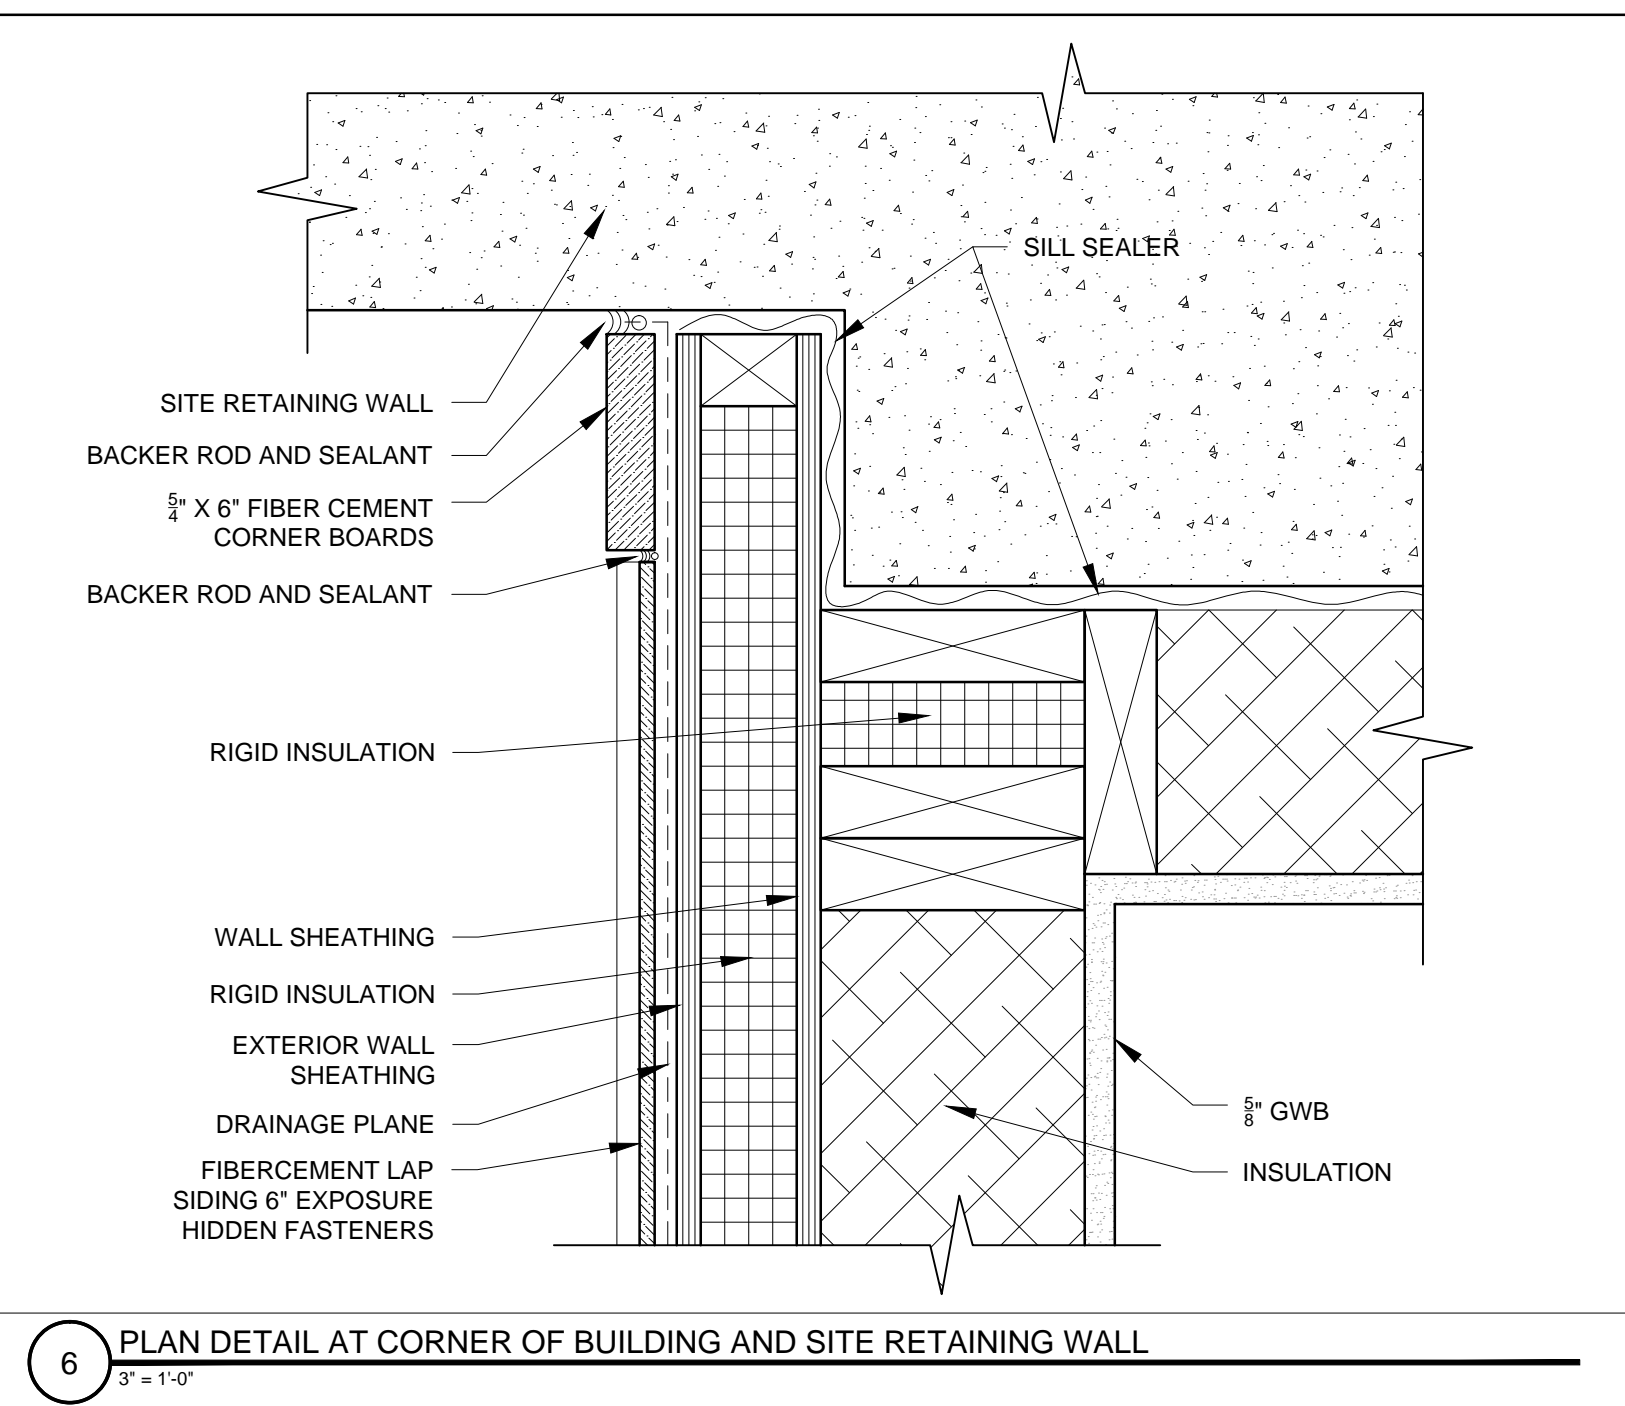 SILL SEALER
SITE RETAINING WALL
BACKER ROD AND SEALANT
5/4" X 6" FIBER CEMENT
CORNER BOARDS
BACKER ROD AND SEALANT
RIGID INSULATION
WALL SHEATHING
RIGID INSULATION
EXTERIOR WALL
SHEATHING
DRAINAGE PLANE
FIBERCEMENT LAP
SIDING 6" EXPOSURE
HIDDEN FASTENERS
5/8" GWB
INSULATION
6
PLAN DETAIL AT CORNER OF BUILDING AND SITE RETAINING WALL
3" = 1'-0"